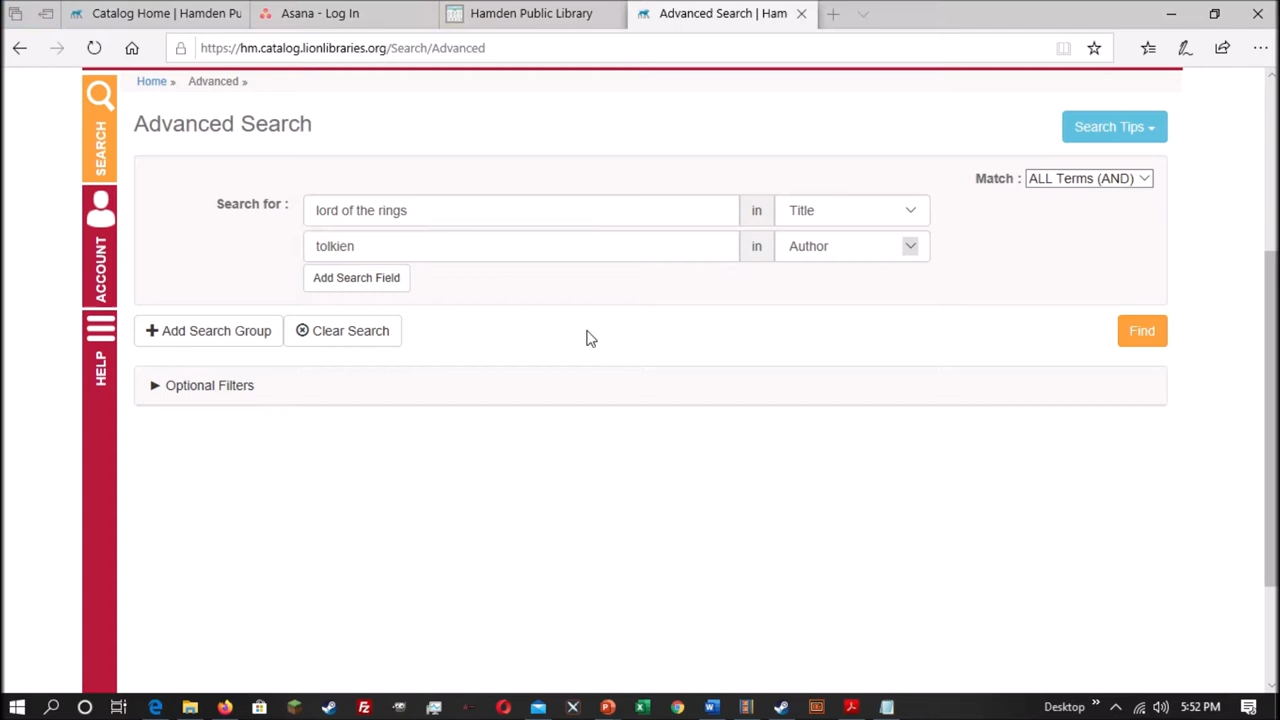 Catalog Home | Hamden Pu
Asana - Log In
Hamden Public Library
Advanced Search | Ham
https://hm.catalog.lionlibraries.org/Search/Advanced
Home » Advanced »
SEARCH
ACCOUNT
HELP
Advanced Search
Search Tips
Match : ALL Terms (AND)
Search for : lord of the rings in Title
tolkien in Author
Add Search Field
Add Search Group
Clear Search
Find
Optional Filters
Desktop
5:52 PM